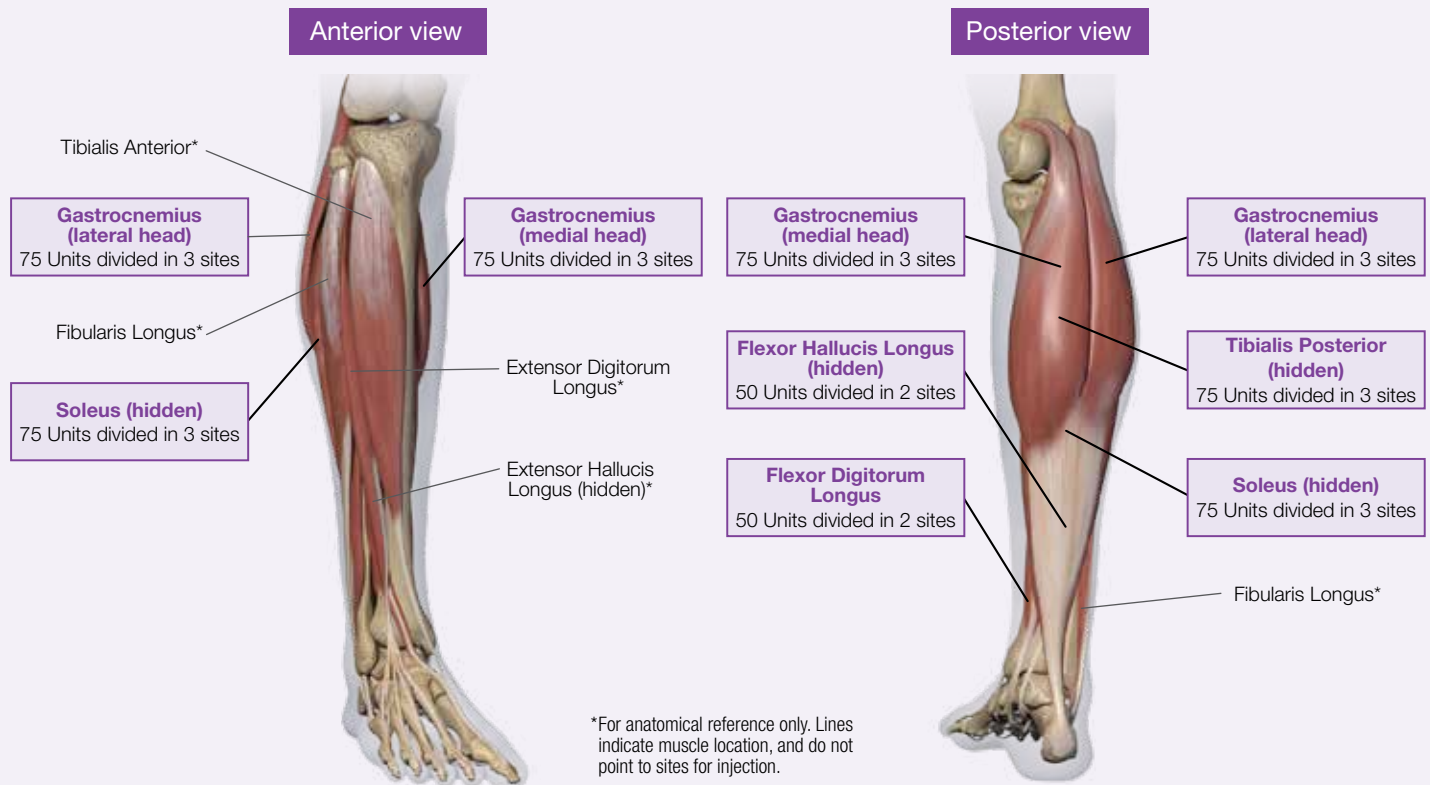 Anterior view
Posterior view
Tibialis Anterior*
Gastrocnemius
(lateral head)
75 Units divided in 3 sites
Gastrocnemius
(medial head)
75 Units divided in 3 sites
Fibularis Longus*
Extensor Digitorum
Longus*
Soleus (hidden)
75 Units divided in 3 sites
Extensor Hallucis
Longus (hidden)*
Gastrocnemius
(medial head)
75 Units divided in 3 sites
Gastrocnemius
(lateral head)
75 Units divided in 3 sites
Flexor Hallucis Longus
(hidden)
50 Units divided in 2 sites
Tibialis Posterior
(hidden)
75 Units divided in 3 sites
Flexor Digitorum
Longus
50 Units divided in 2 sites
Soleus (hidden)
75 Units divided in 3 sites
Fibularis Longus*
*For anatomical reference only. Lines
indicate muscle location, and do not
point to sites for injection.